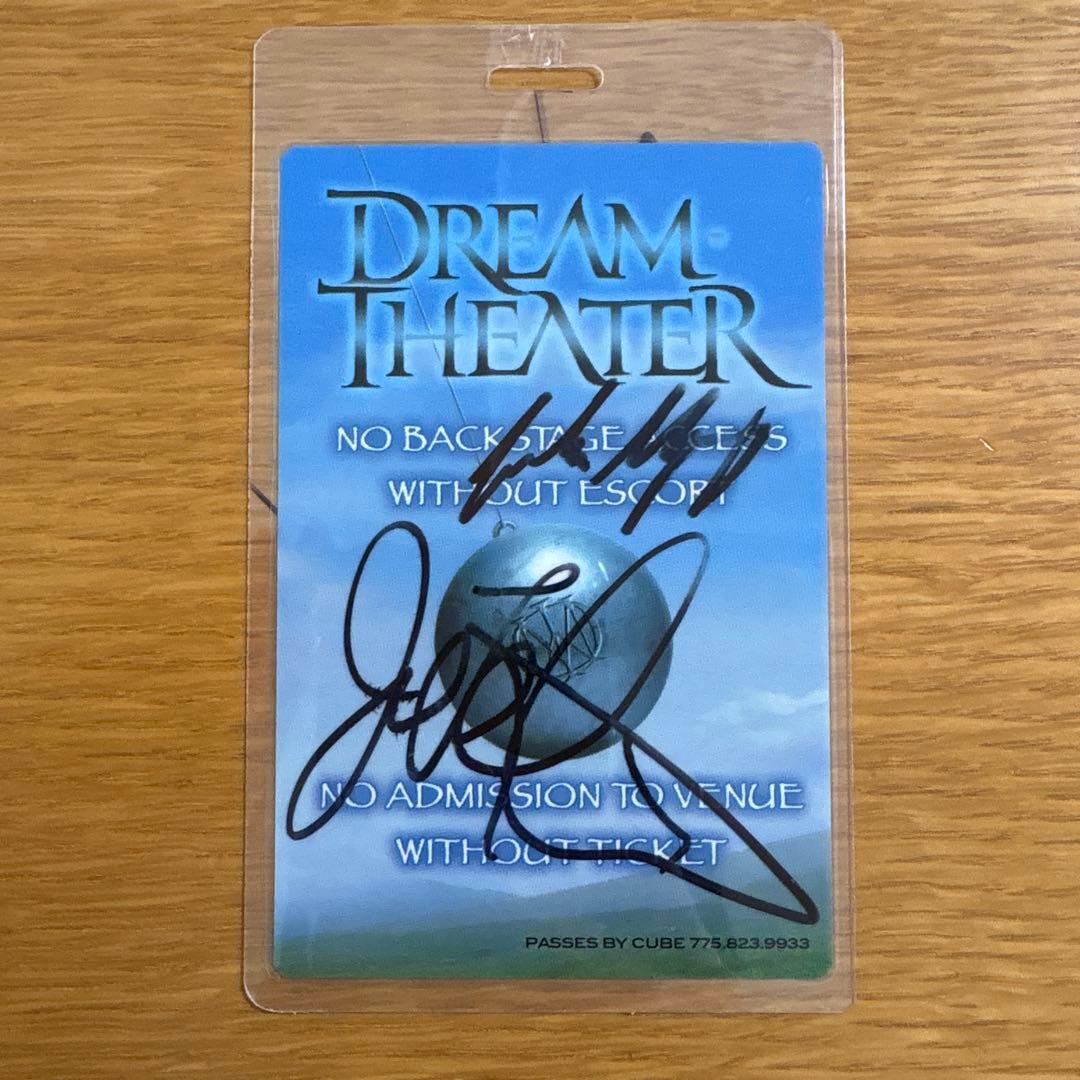 DREAM
THEATER
NO BACKSTAGE ACCESS
WITHOUT ESCORT
NO ADMISSION TO VENUE
WITHOUT TICKET
PASSES BY CUBE 775.823.9933